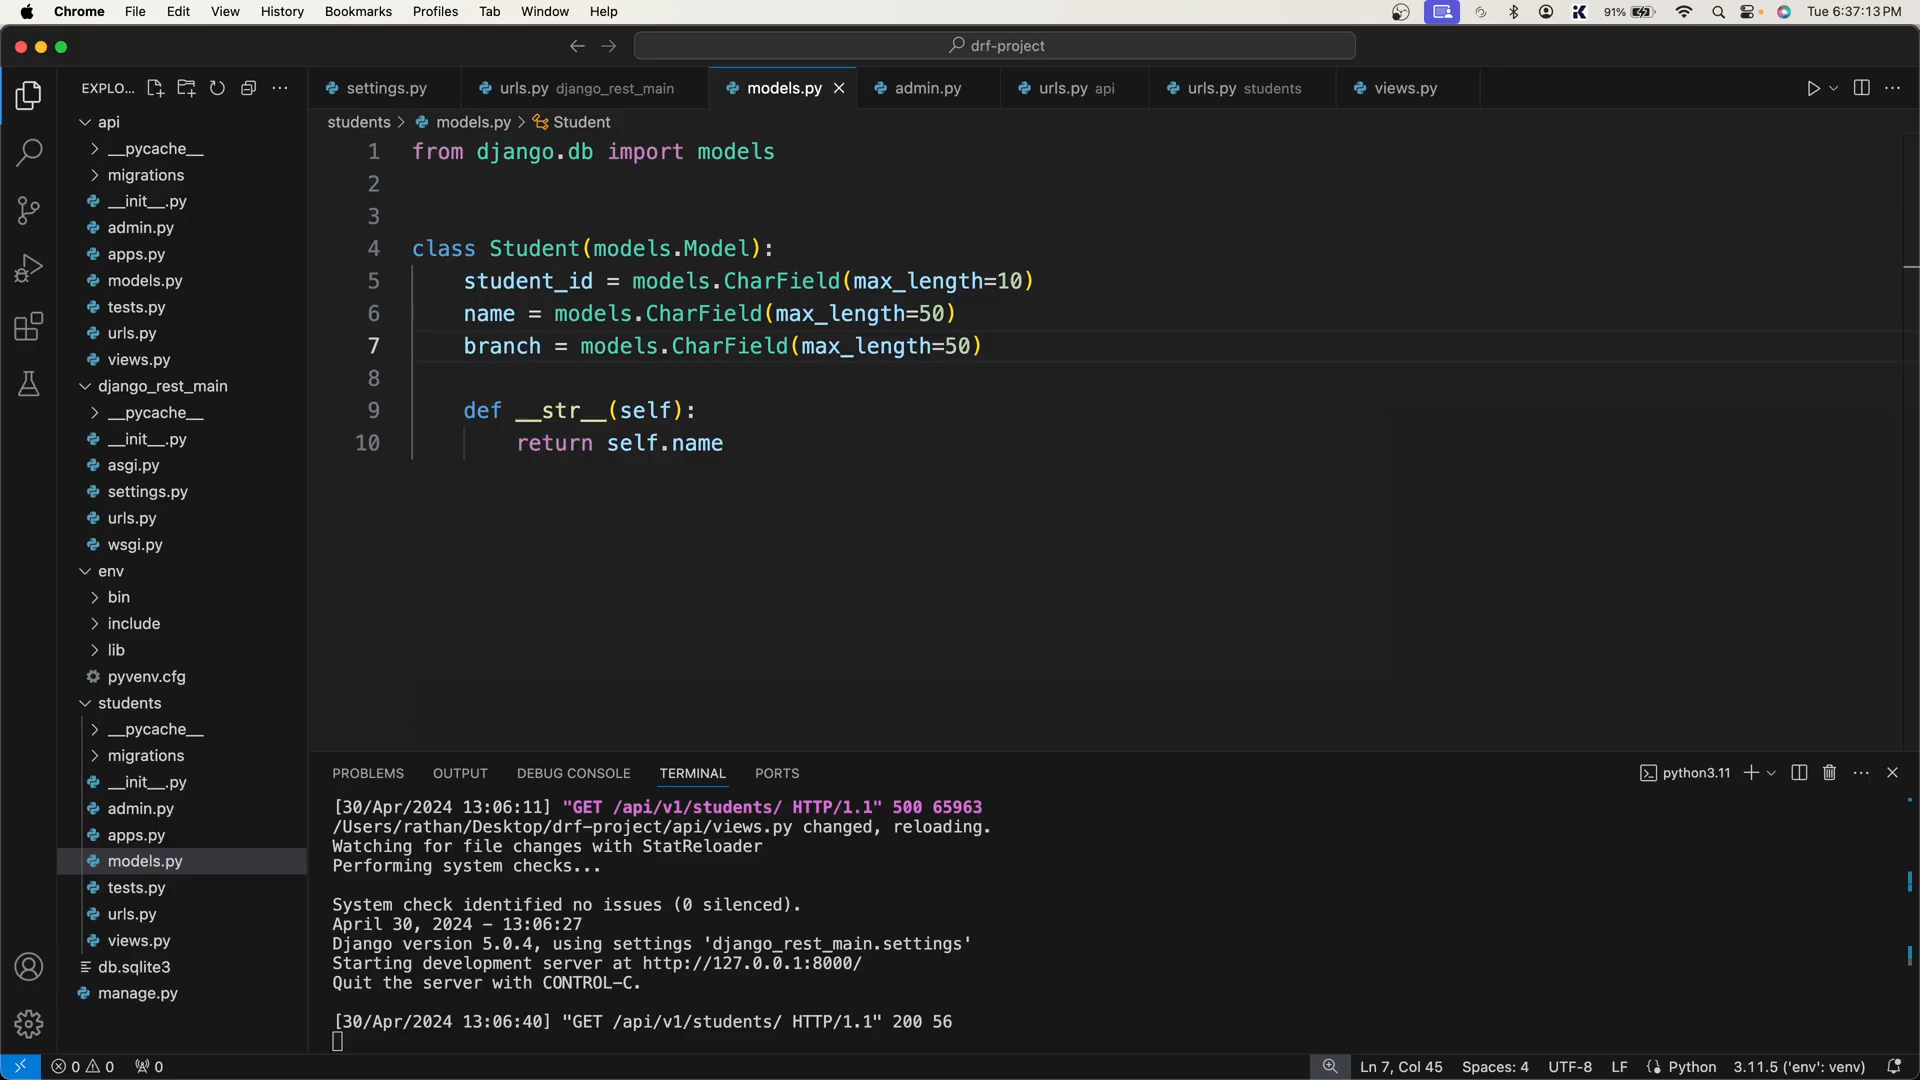 Chrome File Edit View History Bookmarks Profiles Tab Window Help 91% Tue 6:37:13 PM
drf-project
EXPLO...
settings.py urls.py django_rest_main models.py admin.py urls.py api urls.py students views.py
students > models.py > Student
api
__pycache__
migrations
__init__.py
admin.py
apps.py
models.py
tests.py
urls.py
views.py
django_rest_main
__pycache__
__init__.py
asgi.py
settings.py
urls.py
wsgi.py
env
bin
include
lib
pyvenv.cfg
students
__pycache__
migrations
__init__.py
admin.py
apps.py
models.py
tests.py
urls.py
views.py
db.sqlite3
manage.py
1 from django.db import models
2
3
4 class Student(models.Model):
5 student_id = models.CharField(max_length=10)
6 name = models.CharField(max_length=50)
7 branch = models.CharField(max_length=50)
8
9 def __str__(self):
10 return self.name
PROBLEMS OUTPUT DEBUG CONSOLE TERMINAL PORTS python3.11
[30/Apr/2024 13:06:11] "GET /api/v1/students/ HTTP/1.1" 500 65963
/Users/rathan/Desktop/drf-project/api/views.py changed, reloading.
Watching for file changes with StatReloader
Performing system checks...
System check identified no issues (0 silenced).
April 30, 2024 - 13:06:27
Django version 5.0.4, using settings 'django_rest_main.settings'
Starting development server at http://127.0.0.1:8000/
Quit the server with CONTROL-C.
[30/Apr/2024 13:06:40] "GET /api/v1/students/ HTTP/1.1" 200 56
0 0 0 Ln 7, Col 45 Spaces: 4 UTF-8 LF Python 3.11.5 ('env': venv)